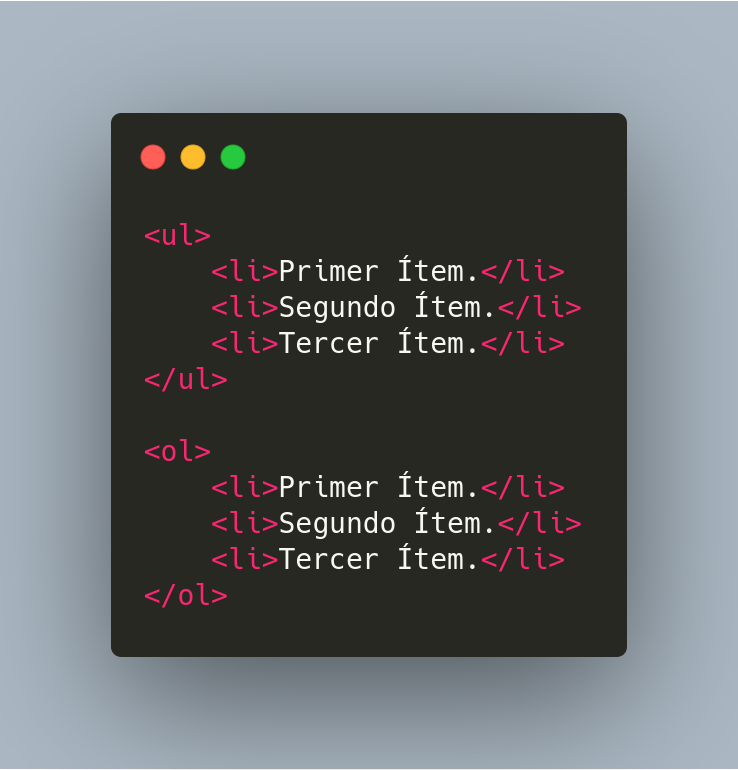 <ul>
    <li>Primer Ítem.</li>
    <li>Segundo Ítem.</li>
    <li>Tercer Ítem.</li>
</ul>

<ol>
    <li>Primer Ítem.</li>
    <li>Segundo Ítem.</li>
    <li>Tercer Ítem.</li>
</ol>